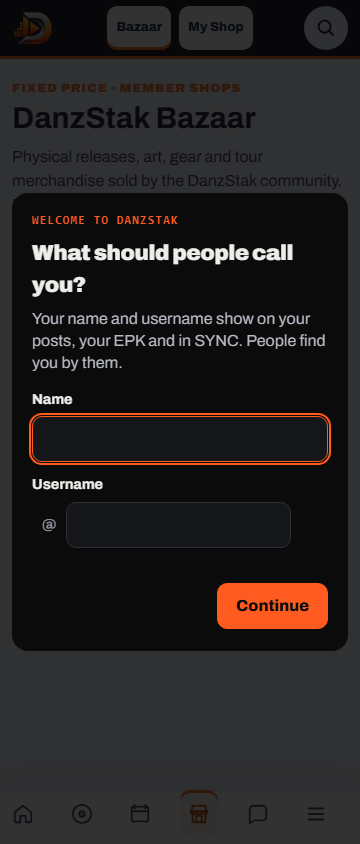 Bazaar
My Shop
FIXED PRICE · MEMBER SHOPS
DanzStak Bazaar
Physical releases, art, gear and tour
merchandise sold by the DanzStak community.
WELCOME TO DANZSTAK
What should people call
you?
Your name and username show on your
posts, your EPK and in SYNC. People find
you by them.
Name
Username
@
Continue